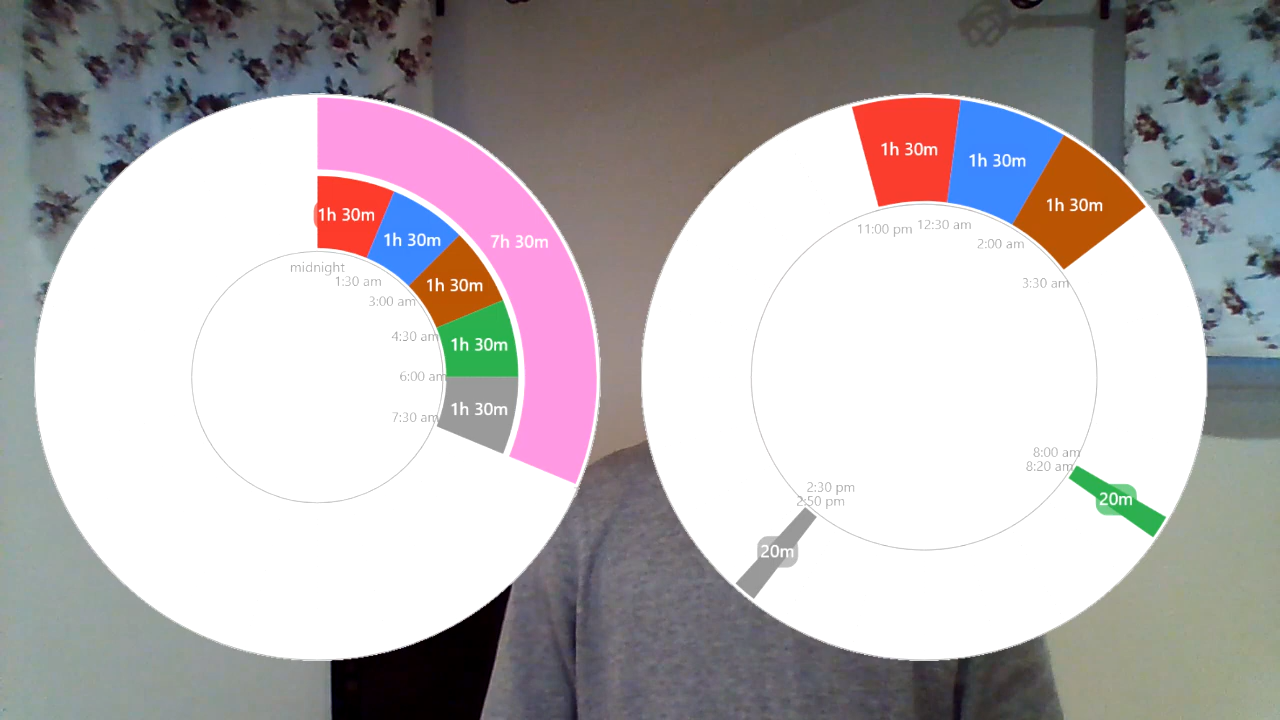 1h 30m
1h 30m
7h 30m
1h 30m
1h 30m
1h 30m
midnight
1:30 am
3:00 am
4:30 am
6:00 am
7:30 am
1h 30m
1h 30m
1h 30m
11:00 pm
12:30 am
2:00 am
3:30 am
8:00 am
8:20 am
20m
2:30 pm
2:50 pm
20m